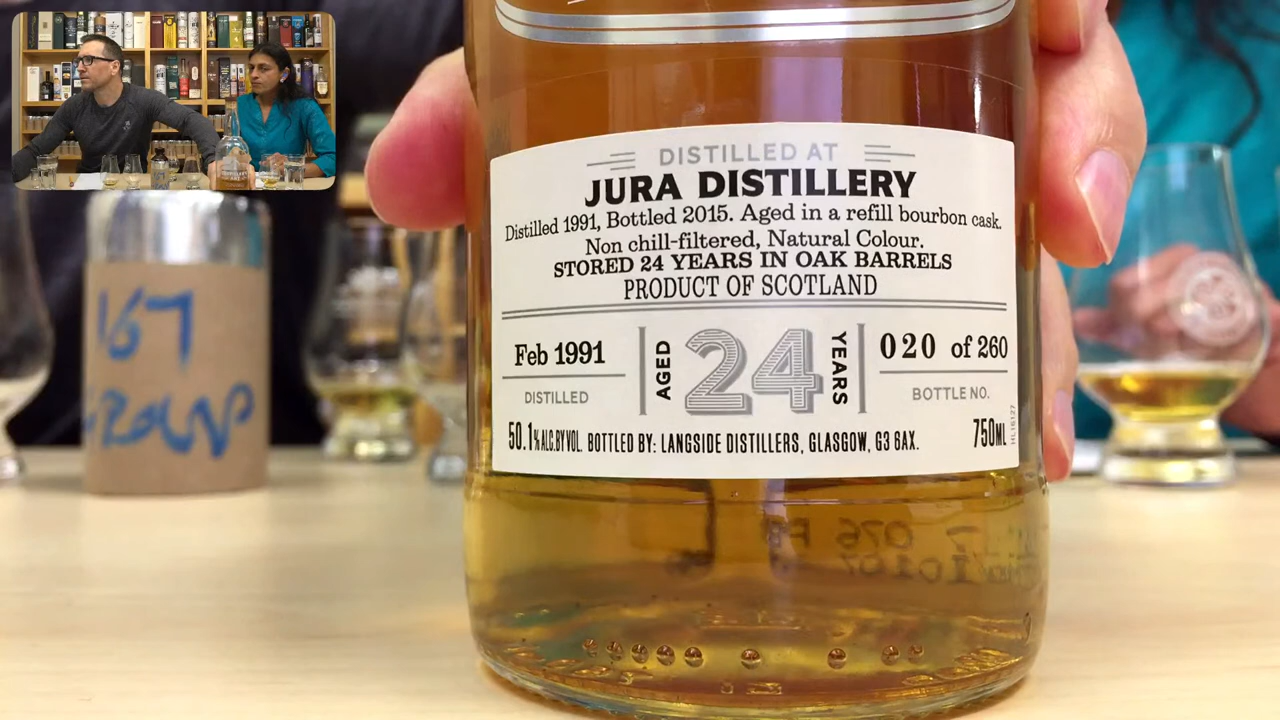 DISTILLED AT
JURA DISTILLERY
Distilled 1991, Bottled 2015. Aged in a refill bourbon cask.
Non chill-filtered, Natural Colour.
STORED 24 YEARS IN OAK BARRELS
PRODUCT OF SCOTLAND
Feb 1991
DISTILLED
AGED
24
YEARS
020 of 260
BOTTLE NO.
50.1% ALC.BY VOL. BOTTLED BY: LANGSIDE DISTILLERS, GLASGOW, G3 6AX.
750ML
167